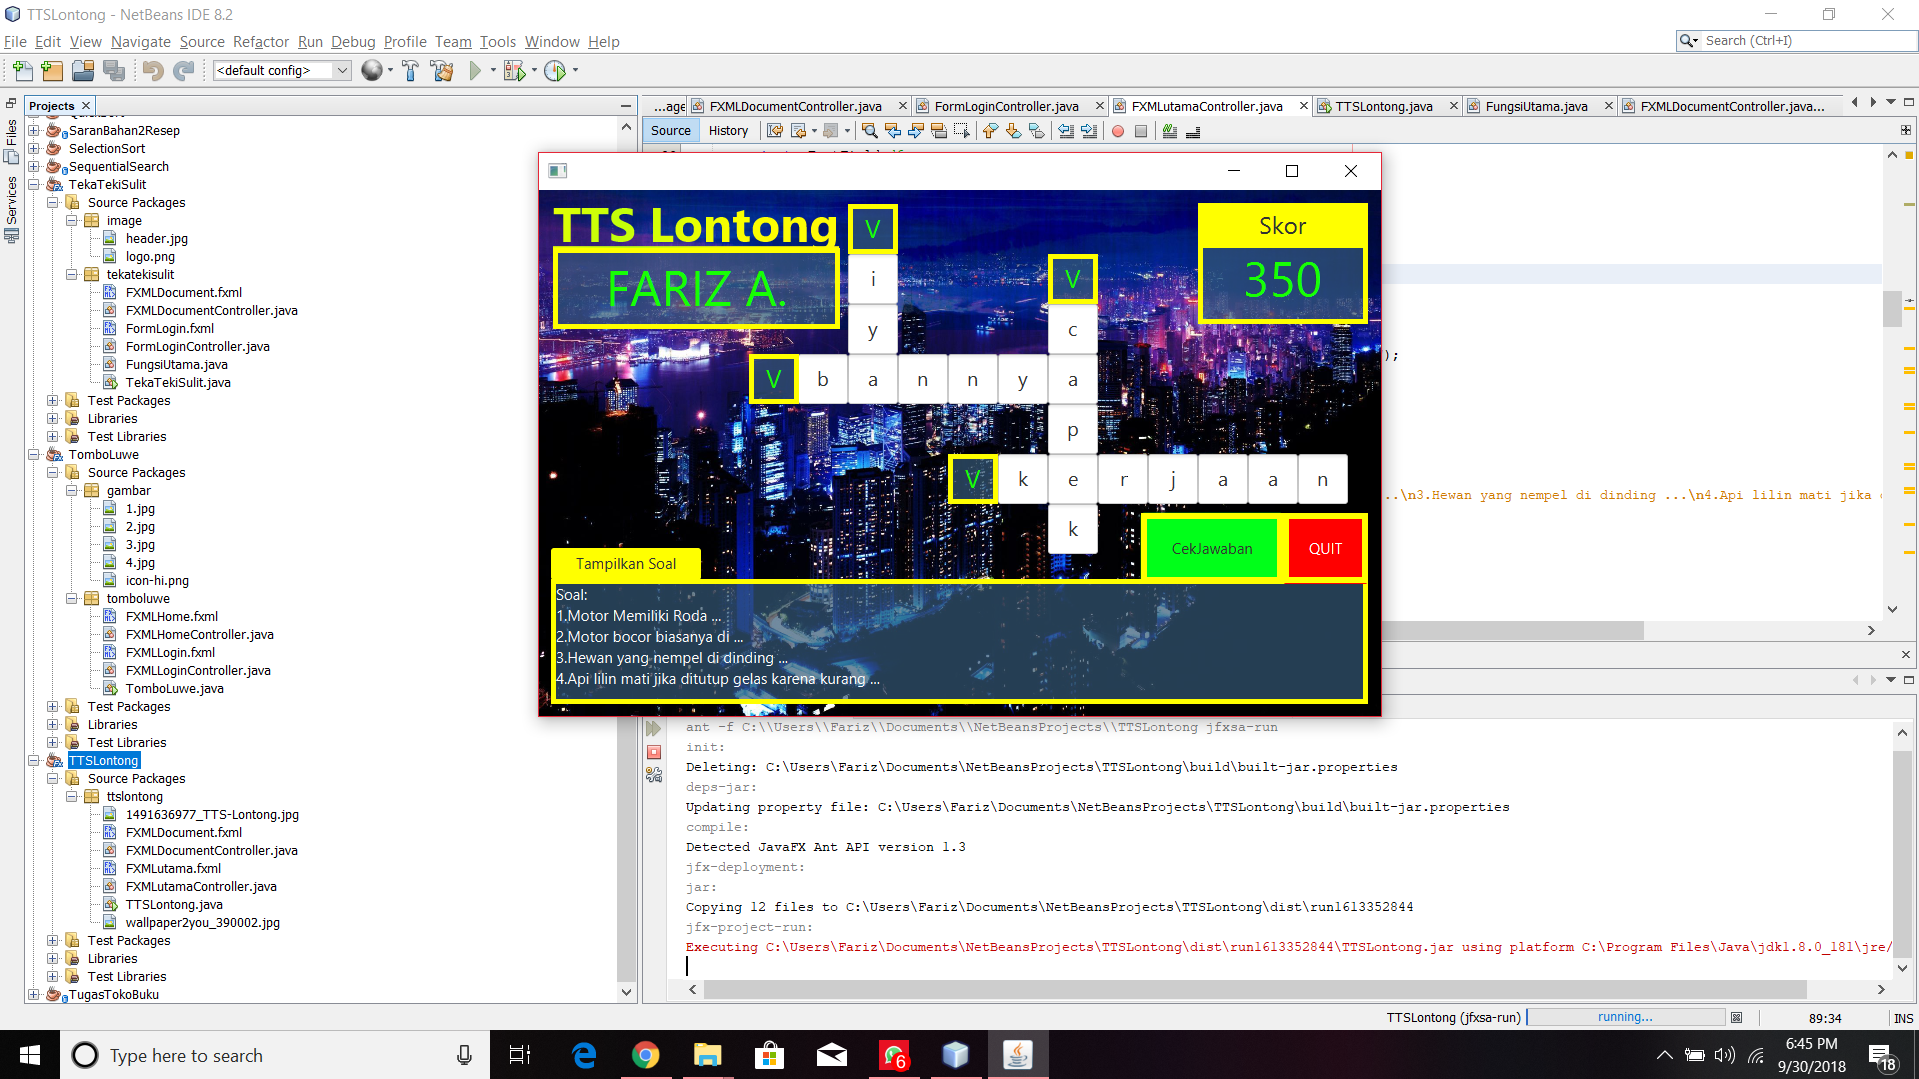 TTSLontong - NetBeans IDE 8.2
File Edit View Navigate Source Refactor Run Debug Profile Team Tools Window Help
Search (Ctrl+I)
<default config>
Projects
Files
Services
SaranBahan2Resep
SelectionSort
SequentialSearch
TekaTekiSulit
Source Packages
image
header.jpg
logo.png
tekatekisulit
FXMLDocument.fxml
FXMLDocumentController.java
FormLogin.fxml
FormLoginController.java
FungsiUtama.java
TekaTekiSulit.java
Test Packages
Libraries
Test Libraries
TomboLuwe
Source Packages
gambar
1.jpg
2.jpg
3.jpg
4.jpg
icon-hi.png
tomboluwe
FXMLHome.fxml
FXMLHomeController.java
FXMLLogin.fxml
FXMLLoginController.java
TomboLuwe.java
Test Packages
Libraries
Test Libraries
TTSLontong
Source Packages
ttslontong
1491636977_TTS-Lontong.jpg
FXMLDocument.fxml
FXMLDocumentController.java
FXMLutama.fxml
FXMLutamaController.java
TTSLontong.java
wallpaper2you_390002.jpg
Test Packages
Libraries
Test Libraries
TugasTokoBuku
...age FXMLDocumentController.java FormLoginController.java FXMLutamaController.java TTSLontong.java FungsiUtama.java FXMLDocumentController.java...
Source History
);
..\n3.Hewan yang nempel di dinding ...\n4.Api lilin mati jika
TTS Lontong
FARIZ A.
Skor
350
V
i
V
y
c
V b a n n y a
p
V k e r j a a n
k
CekJawaban
QUIT
Tampilkan Soal
Soal:
1.Motor Memiliki Roda ...
2.Motor bocor biasanya di ...
3.Hewan yang nempel di dinding ...
4.Api lilin mati jika ditutup gelas karena kurang ...
ant -f C:\\Users\\Fariz\\Documents\\NetBeansProjects\\TTSLontong jfxsa-run
init:
Deleting: C:\Users\Fariz\Documents\NetBeansProjects\TTSLontong\build\built-jar.properties
deps-jar:
Updating property file: C:\Users\Fariz\Documents\NetBeansProjects\TTSLontong\build\built-jar.properties
compile:
Detected JavaFX Ant API version 1.3
jfx-deployment:
jar:
Copying 12 files to C:\Users\Fariz\Documents\NetBeansProjects\TTSLontong\dist\run1613352844
jfx-project-run:
Executing C:\Users\Fariz\Documents\NetBeansProjects\TTSLontong\dist\run1613352844\TTSLontong.jar using platform C:\Program Files\Java\jdk1.8.0_181\jre/
TTSLontong (jfxsa-run) running... 89:34 INS
Type here to search
6
6:45 PM
9/30/2018
18